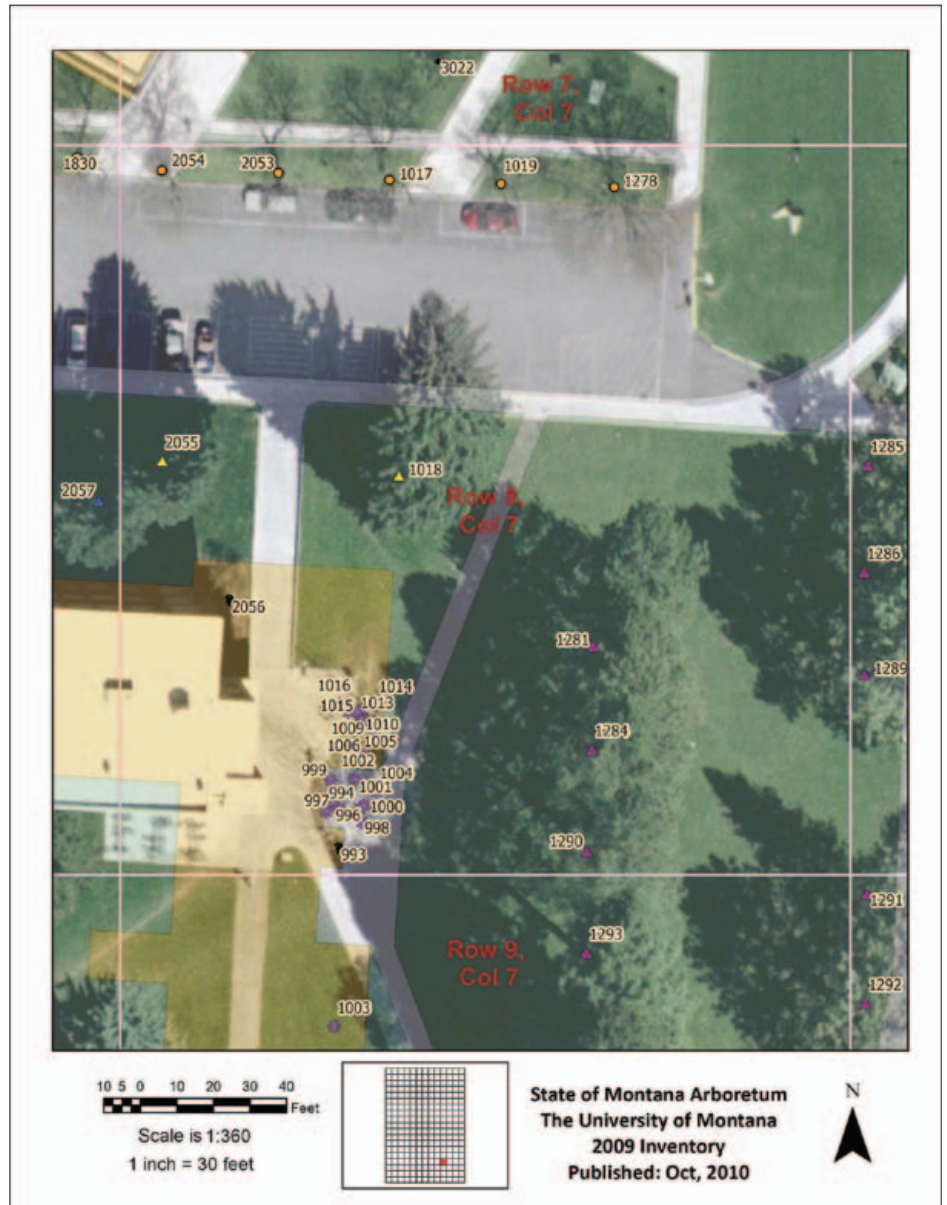 3022
Row 7,
Col 7
1830
2054
2053
1017
1019
1278
2055
1018
1285
2057
Row 8,
Col 7
1286
2056
1281
1289
1016
1014
1015
1013
1009
1010
1284
1006
1005
1002
999
1004
994
1001
997
1000
996
998
993
1290
1291
1293
Row 9,
Col 7
1292
1003
10 5 0 10 20 30 40
Feet
Scale is 1:360
1 inch = 30 feet
State of Montana Arboretum
The University of Montana
2009 Inventory
Published: Oct, 2010
N